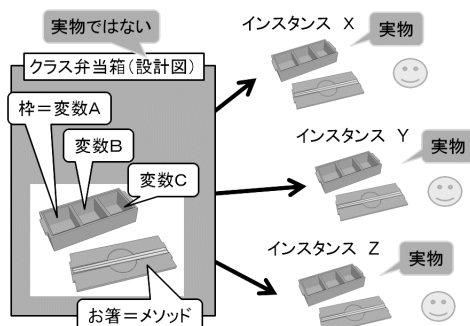 実物ではない
クラス弁当箱(設計図)
枠=変数A
変数B
変数C
お箸=メソッド
インスタンス X
実物
インスタンス Y
実物
インスタンス Z
実物